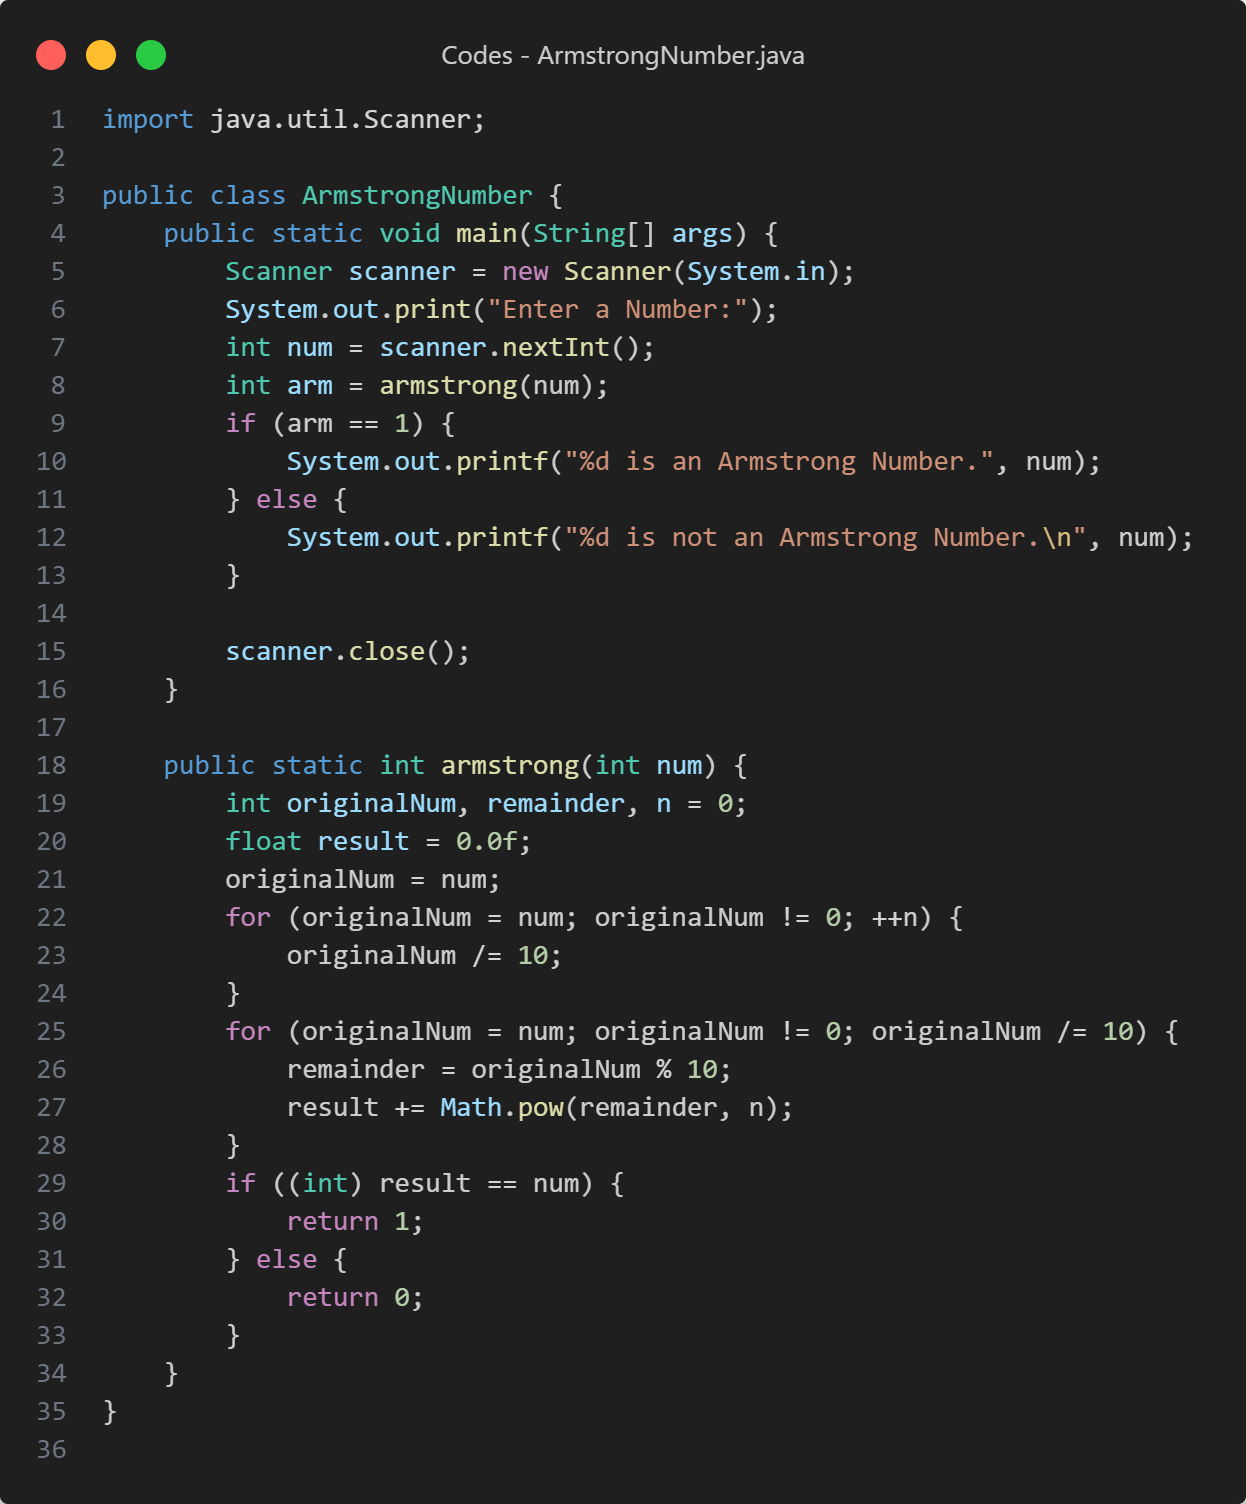 Codes - ArmstrongNumber.java
1 import java.util.Scanner;
2
3 public class ArmstrongNumber {
4     public static void main(String[] args) {
5         Scanner scanner = new Scanner(System.in);
6         System.out.print("Enter a Number:");
7         int num = scanner.nextInt();
8         int arm = armstrong(num);
9         if (arm == 1) {
10             System.out.printf("%d is an Armstrong Number.", num);
11         } else {
12             System.out.printf("%d is not an Armstrong Number.\n", num);
13         }
14
15         scanner.close();
16     }
17
18     public static int armstrong(int num) {
19         int originalNum, remainder, n = 0;
20         float result = 0.0f;
21         originalNum = num;
22         for (originalNum = num; originalNum != 0; ++n) {
23             originalNum /= 10;
24         }
25         for (originalNum = num; originalNum != 0; originalNum /= 10) {
26             remainder = originalNum % 10;
27             result += Math.pow(remainder, n);
28         }
29         if ((int) result == num) {
30             return 1;
31         } else {
32             return 0;
33         }
34     }
35 }
36